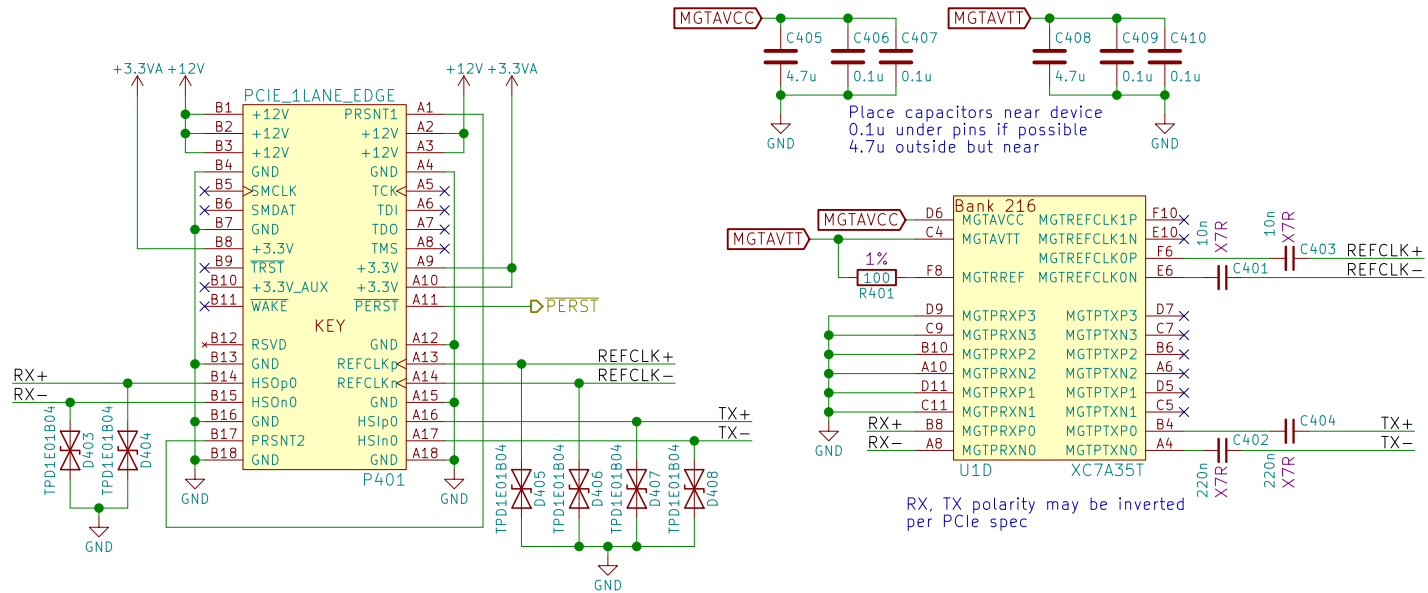 MGTAVCC
C405
4.7u
C406
0.1u
C407
0.1u
GND
MGTAVTT
C408
4.7u
C409
0.1u
C410
0.1u
GND
Place capacitors near device
0.1u under pins if possible
4.7u outside but near
+3.3VA
+12V
+12V
+3.3VA
PCIE_1LANE_EDGE
B1 +12V PRSNT1 A1
B2 +12V +12V A2
B3 +12V +12V A3
B4 GND GND A4
B5 SMCLK TCK A5
B6 SMDAT TDI A6
B7 GND TDO A7
B8 +3.3V TMS A8
B9 TRST +3.3V A9
B10 +3.3V_AUX +3.3V A10
B11 WAKE PERST A11
PERST
KEY
B12 RSVD GND A12
B13 GND REFCLKp A13
REFCLK+
RX+
B14 HSOp0 REFCLKn A14
REFCLK-
RX-
B15 HSOn0 GND A15
B16 GND HSIp0 A16
TX+
B17 PRSNT2 HSIn0 A17
TX-
B18 GND GND A18
P401
GND
GND
TPD1E01B04
D403
TPD1E01B04
D404
GND
TPD1E01B04
D405
TPD1E01B04
D406
TPD1E01B04
D407
TPD1E01B04
D408
GND
MGTAVCC
MGTAVTT
1%
100
R401
Bank 216
D6 MGTAVCC MGTREFCLK1P F10
C4 MGTAVTT MGTREFCLK1N E10
MGTREFCLK0P F6
F8 MGTRREF MGTREFCLK0N E6
D9 MGTPRXP3 MGTPTXP3 D7
C9 MGTPRXN3 MGTPTXN3 C7
B10 MGTPRXP2 MGTPTXP2 B6
A10 MGTPRXN2 MGTPTXN2 A6
D11 MGTPRXP1 MGTPTXP1 D5
C11 MGTPRXN1 MGTPTXN1 C5
RX+
B8 MGTPRXP0 MGTPTXP0 B4
RX-
A8 MGTPRXN0 MGTPTXN0 A4
U1D
XC7A35T
GND
10n
X7R
C401
10n
X7R
C403
REFCLK+
REFCLK-
C402
220n
X7R
C404
220n
X7R
TX+
TX-
RX, TX polarity may be inverted
per PCIe spec